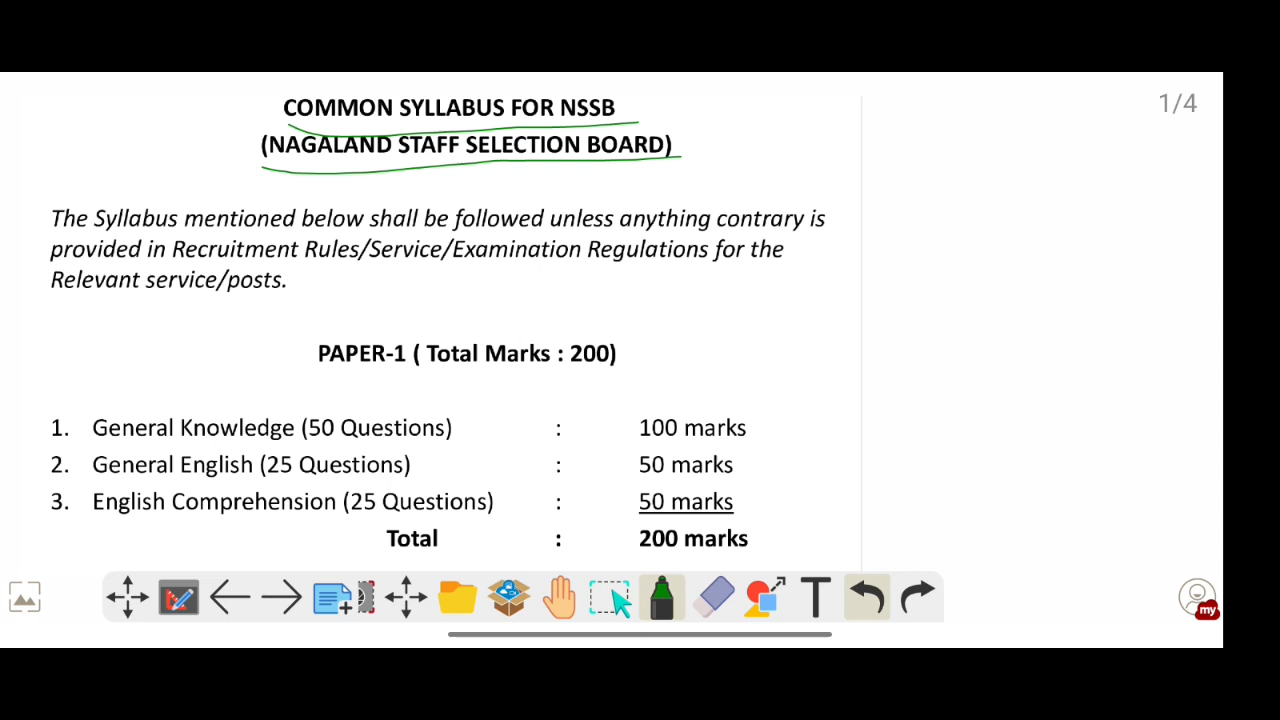 COMMON SYLLABUS FOR NSSB
1/4
(NAGALAND STAFF SELECTION BOARD)
The Syllabus mentioned below shall be followed unless anything contrary is
provided in Recruitment Rules/Service/Examination Regulations for the
Relevant service/posts.
PAPER-1 ( Total Marks : 200)
1. General Knowledge (50 Questions) : 100 marks
2. General English (25 Questions) : 50 marks
3. English Comprehension (25 Questions) : 50 marks
Total : 200 marks
T
my